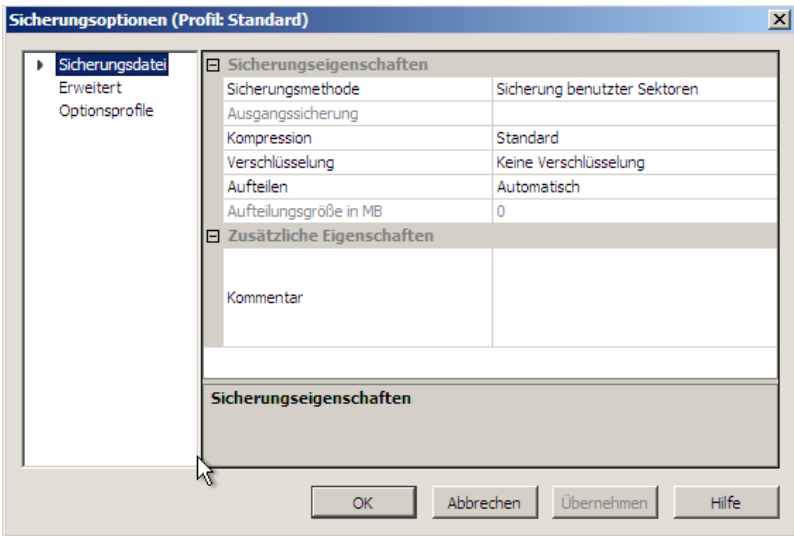 Sicherungsoptionen (Profil: Standard)
Sicherungsdatei
Erweitert
Optionsprofile
Sicherungseigenschaften
Sicherungsmethode Sicherung benutzter Sektoren
Ausgangssicherung
Kompression Standard
Verschlüsselung Keine Verschlüsselung
Aufteilen Automatisch
Aufteilungsgröße in MB 0
Zusätzliche Eigenschaften
Kommentar
Sicherungseigenschaften
OK Abbrechen Übernehmen Hilfe